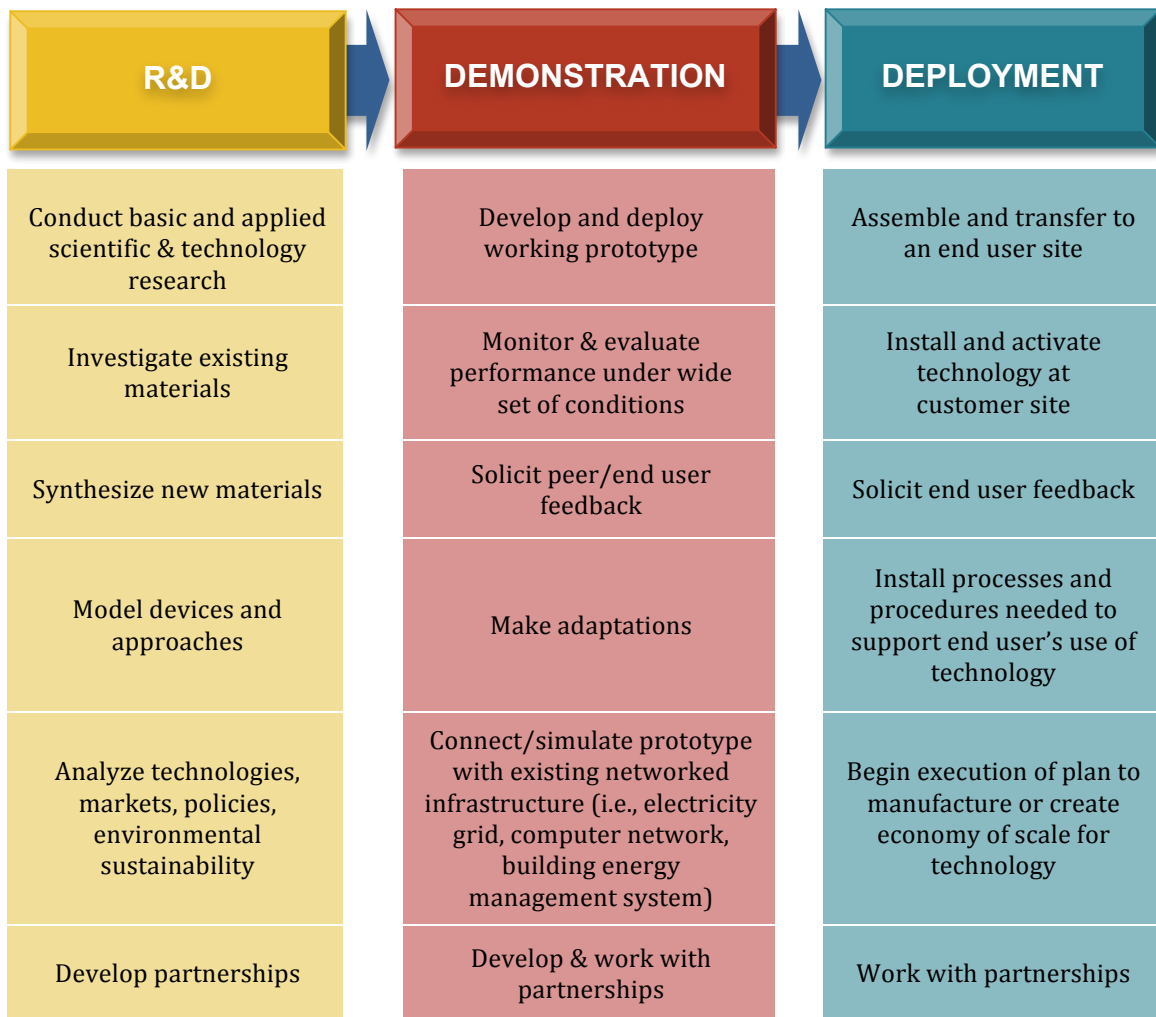 R&D
DEMONSTRATION
DEPLOYMENT
Conduct basic and applied
scientific & technology
research
Develop and deploy
working prototype
Assemble and transfer to
an end user site
Investigate existing
materials
Monitor & evaluate
performance under wide
set of conditions
Install and activate
technology at
customer site
Synthesize new materials
Solicit peer/end user
feedback
Solicit end user feedback
Model devices and
approaches
Make adaptations
Install processes and
procedures needed to
support end user’s use of
technology
Analyze technologies,
markets, policies,
environmental
sustainability
Connect/simulate prototype
with existing networked
infrastructure (i.e., electricity
grid, computer network,
building energy
management system)
Begin execution of plan to
manufacture or create
economy of scale for
technology
Develop partnerships
Develop & work with
partnerships
Work with partnerships